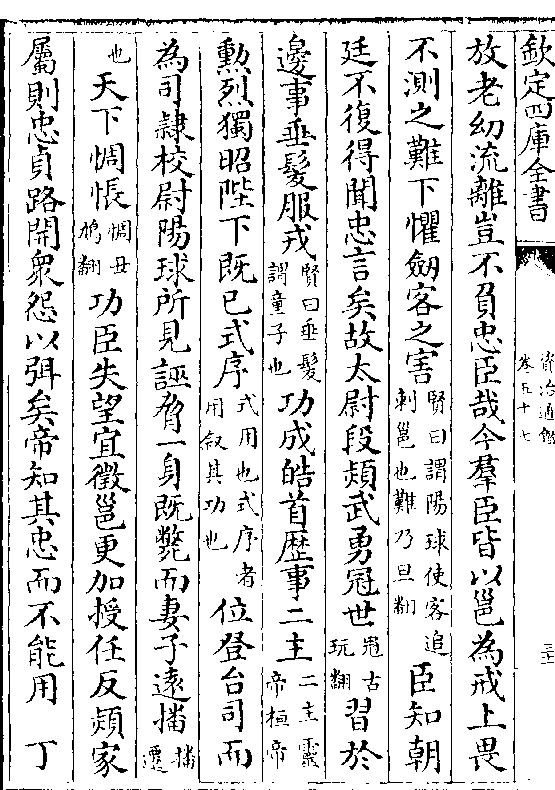 欽定四庫全書
資治通鑑
卷五十七
放老幼流離豈不負忠臣哉今羣臣皆以邕為戒上畏
不測之難下懼劒客之害賢曰謂陽球使客追刺邕也難乃旦翻臣知朝
廷不復得聞忠言矣故太尉段熲武勇冠世冠古玩翻習於
邊事垂髮服戎賢曰垂髮謂童子也功成皓首歴事二主二主靈帝桓帝
勲烈獨昭陛下既已式序式用也式序者用叙其功也位登台司而
為司隷校尉陽球所見誣脅一身既斃而妻子遠播播遷
也天下惆悵惆丑鳩翻功臣失望宜徵邕更加授任反熲家
屬則忠貞路開衆怨以弭矣帝知其忠而不能用 丁